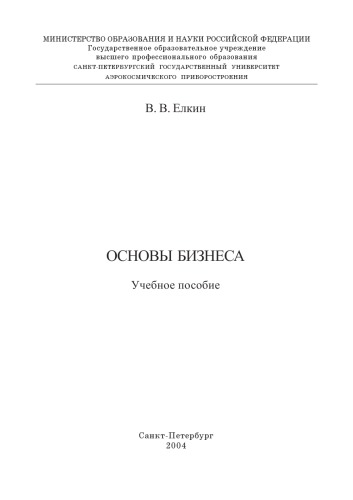 МИНИСТЕРСТВО ОБРАЗОВАНИЯ И НАУКИ РОССИЙСКОЙ ФЕДЕРАЦИИ
Государственное образовательное учреждение
высшего профессионального образования
САНКТ-ПЕТЕРБУРГСКИЙ ГОСУДАРСТВЕННЫЙ УНИВЕРСИТЕТ
АЭРОКОСМИЧЕСКОГО ПРИБОРОСТРОЕНИЯ
В. В. Елкин
ОСНОВЫ БИЗНЕСА
Учебное пособие
Санкт-Петербург
2004